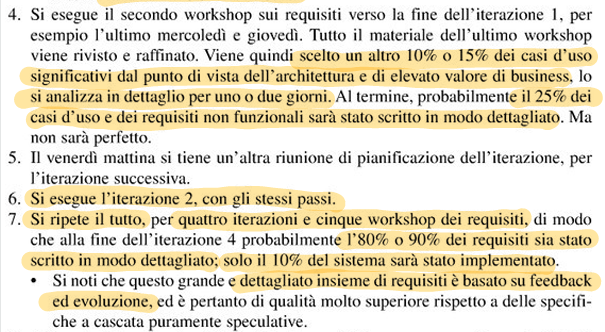 4. Si esegue il secondo workshop sui requisiti verso la fine dell'iterazione 1, per
esempio l'ultimo mercoledì e giovedì. Tutto il materiale dell'ultimo workshop
viene rivisto e raffinato. Viene quindi scelto un altro 10% o 15% dei casi d'uso
significativi dal punto di vista dell'architettura e di elevato valore di business, lo
si analizza in dettaglio per uno o due giorni. Al termine, probabilmente il 25% dei
casi d'uso e dei requisiti non funzionali sarà stato scritto in modo dettagliato. Ma
non sarà perfetto.
5. Il venerdì mattina si tiene un'altra riunione di pianificazione dell'iterazione, per
l'iterazione successiva.
6. Si esegue l'iterazione 2, con gli stessi passi.
7. Si ripete il tutto, per quattro iterazioni e cinque workshop dei requisiti, di modo
che alla fine dell'iterazione 4 probabilmente l'80% o 90% dei requisiti sia stato
scritto in modo dettagliato; solo il 10% del sistema sarà stato implementato.
• Si noti che questo grande e dettagliato insieme di requisiti è basato su feedback
ed evoluzione, ed è pertanto di qualità molto superiore rispetto a delle specifi-
che a cascata puramente speculative.